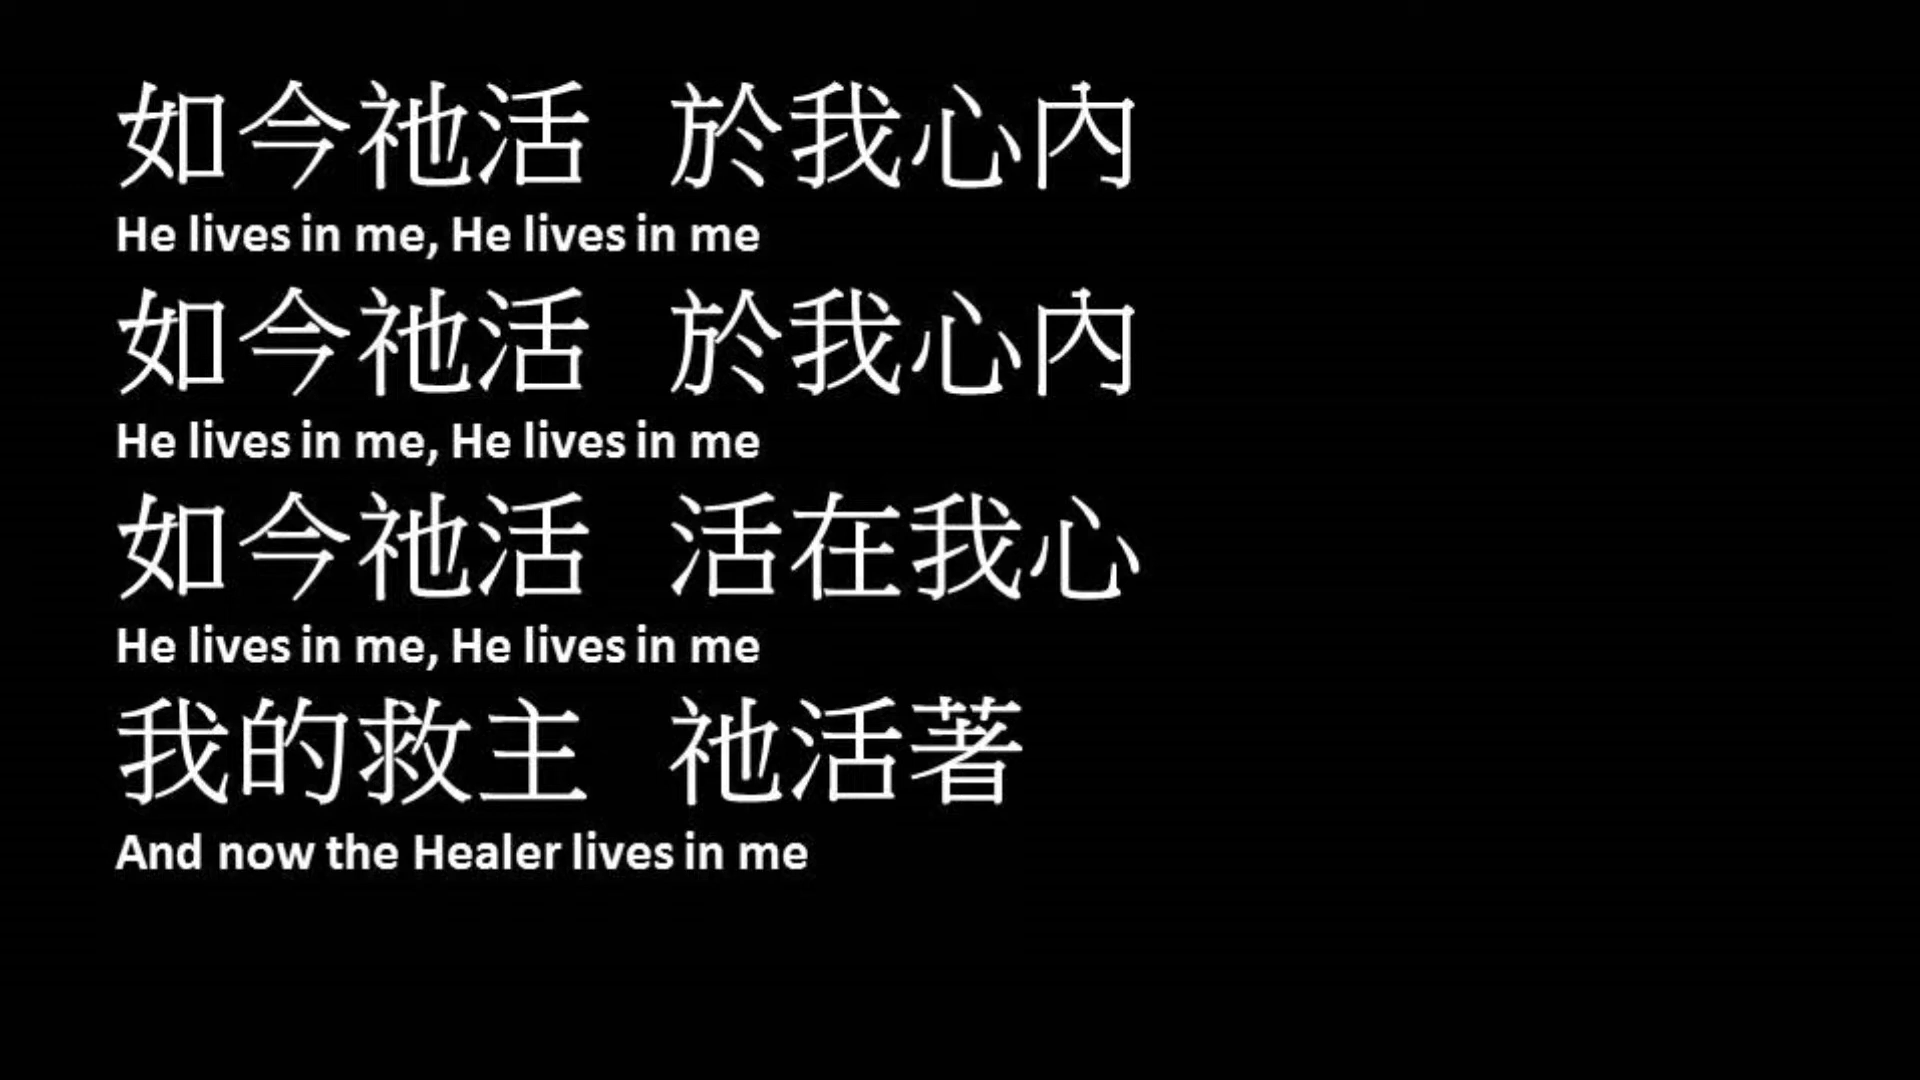 如今祂活 於我心內
He lives in me, He lives in me
如今祂活 於我心內
He lives in me, He lives in me
如今祂活 活在我心
He lives in me, He lives in me
我的救主 祂活著
And now the Healer lives in me